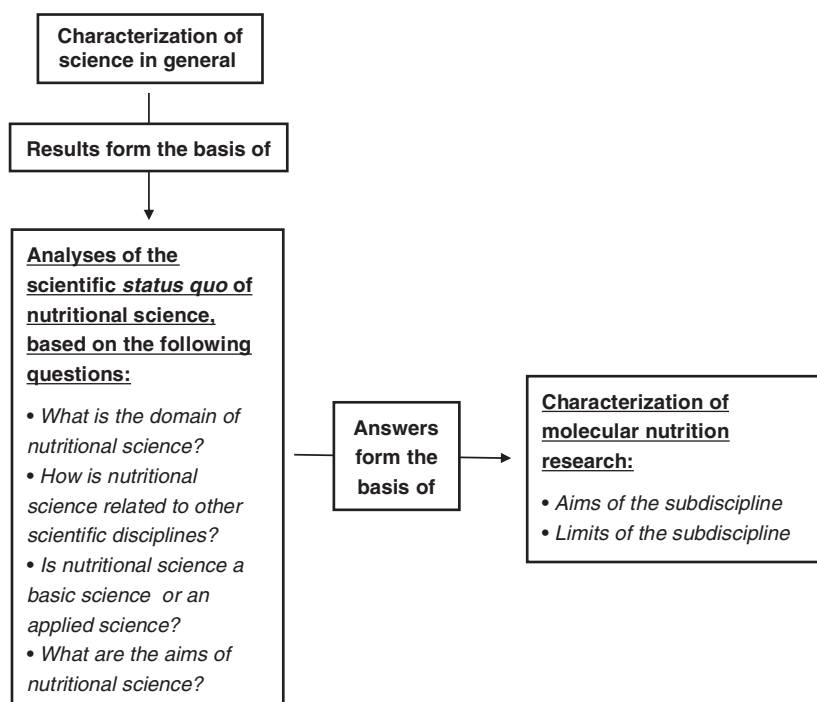 Characterization of
science in general
Results form the basis of
Analyses of the
scientific status quo of
nutritional science,
based on the following
questions:
• What is the domain of
nutritional science?
• How is nutritional
science related to other
scientific disciplines?
• Is nutritional science a
basic science or an
applied science?
• What are the aims of
nutritional science?
Answers
form the
basis of
Characterization of
molecular nutrition
research:
• Aims of the subdiscipline
• Limits of the subdiscipline